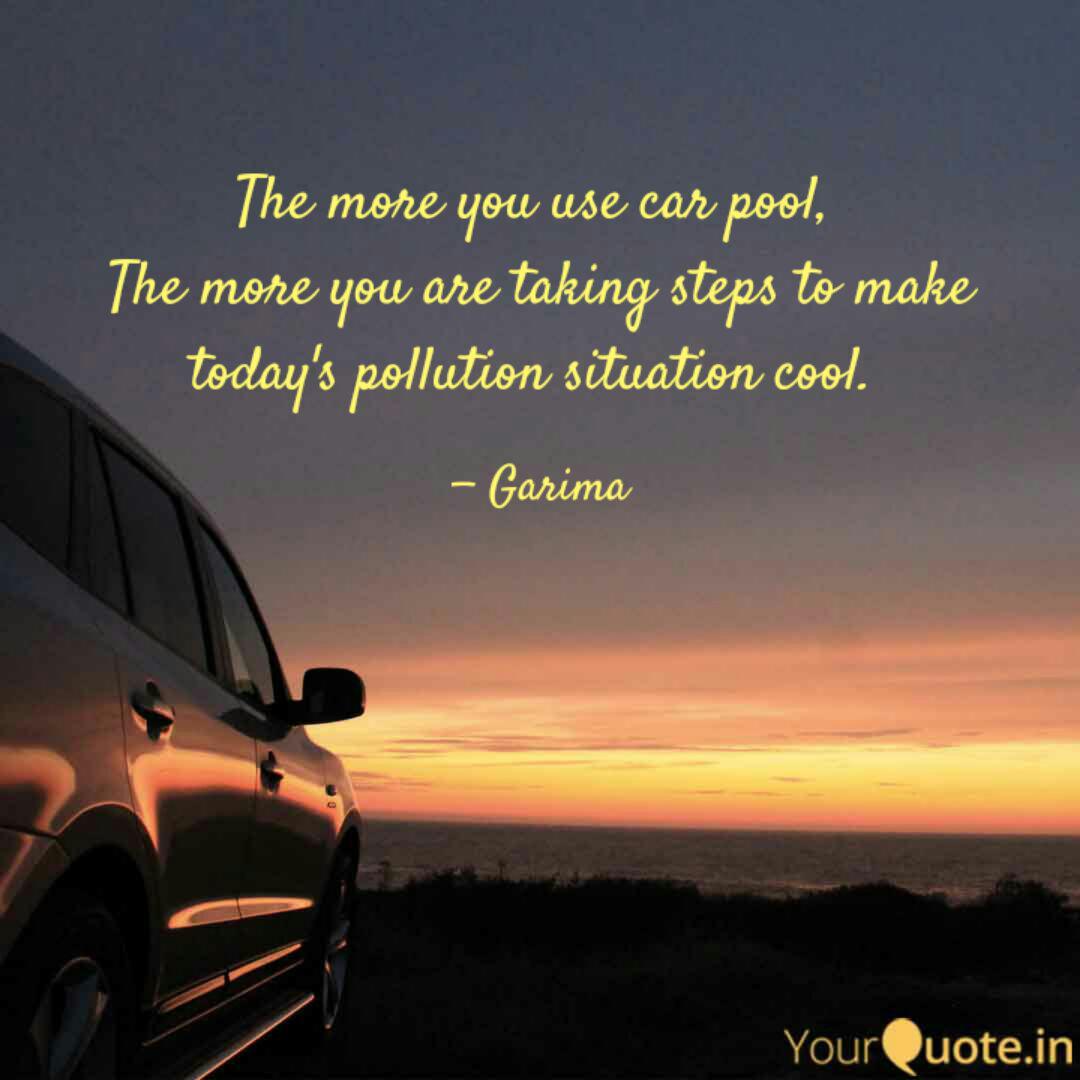 The more you use car pool,
The more you are taking steps to make
today's pollution situation cool.
– Garima
YourQuote.in